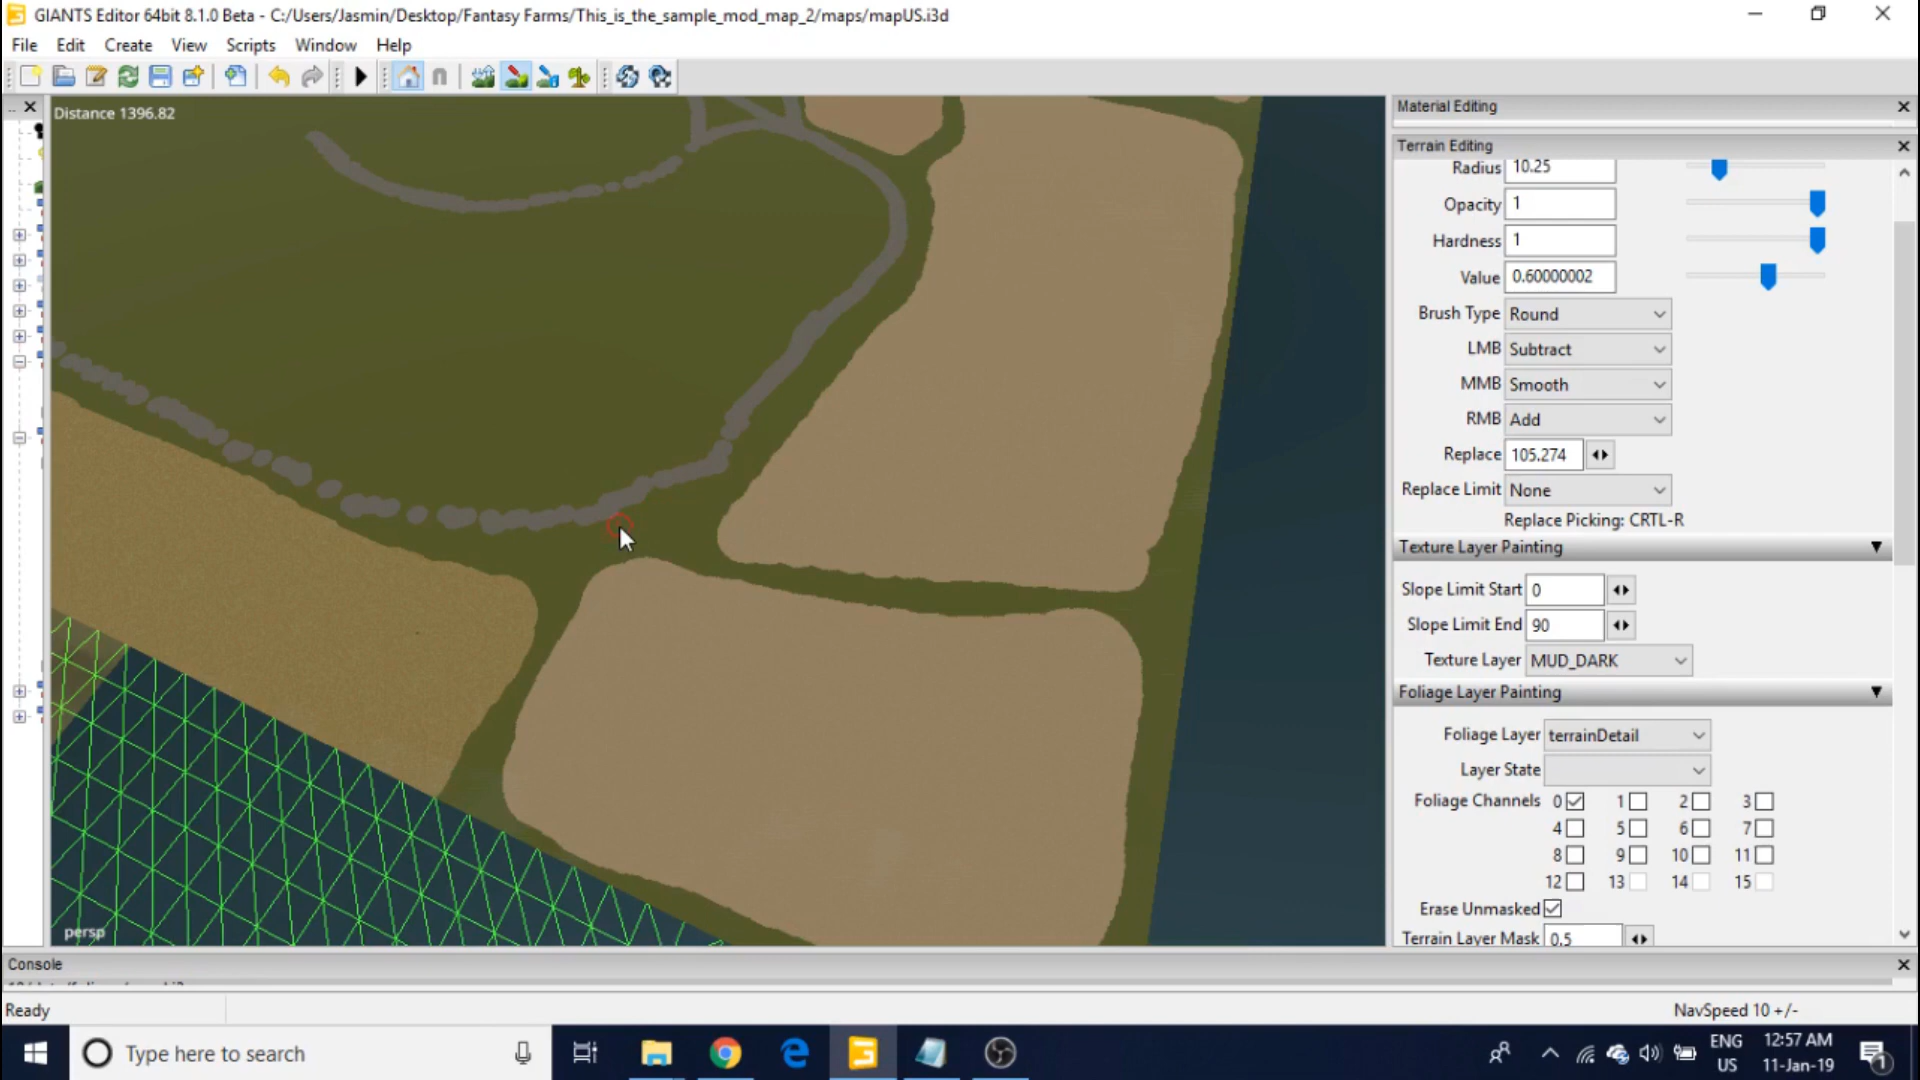 GIANTS Editor 64bit 8.1.0 Beta - C:/Users/Jasmin/Desktop/Fantasy Farms/This_is_the_sample_mod_map_2/maps/mapUS.i3d
File Edit Create View Scripts Window Help
Distance 1396.82
persp
Material Editing
Terrain Editing
Radius 10.25
Opacity 1
Hardness 1
Value 0.60000002
Brush Type Round
LMB Subtract
MMB Smooth
RMB Add
Replace 105.274
Replace Limit None
Replace Picking: CRTL-R
Texture Layer Painting
Slope Limit Start 0
Slope Limit End 90
Texture Layer MUD_DARK
Foliage Layer Painting
Foliage Layer terrainDetail
Layer State
Foliage Channels 0 1 2 3
4 5 6 7
8 9 10 11
12 13 14 15
Erase Unmasked
Terrain Layer Mask 0.5
Console
Ready
NavSpeed 10 +/-
Type here to search
ENG
US
12:57 AM
11-Jan-19
1